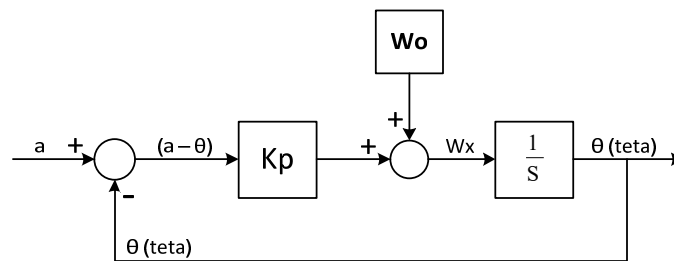 Wo
+
a + (a − θ) Kp + Wx 1/S θ (teta)
−
θ (teta)